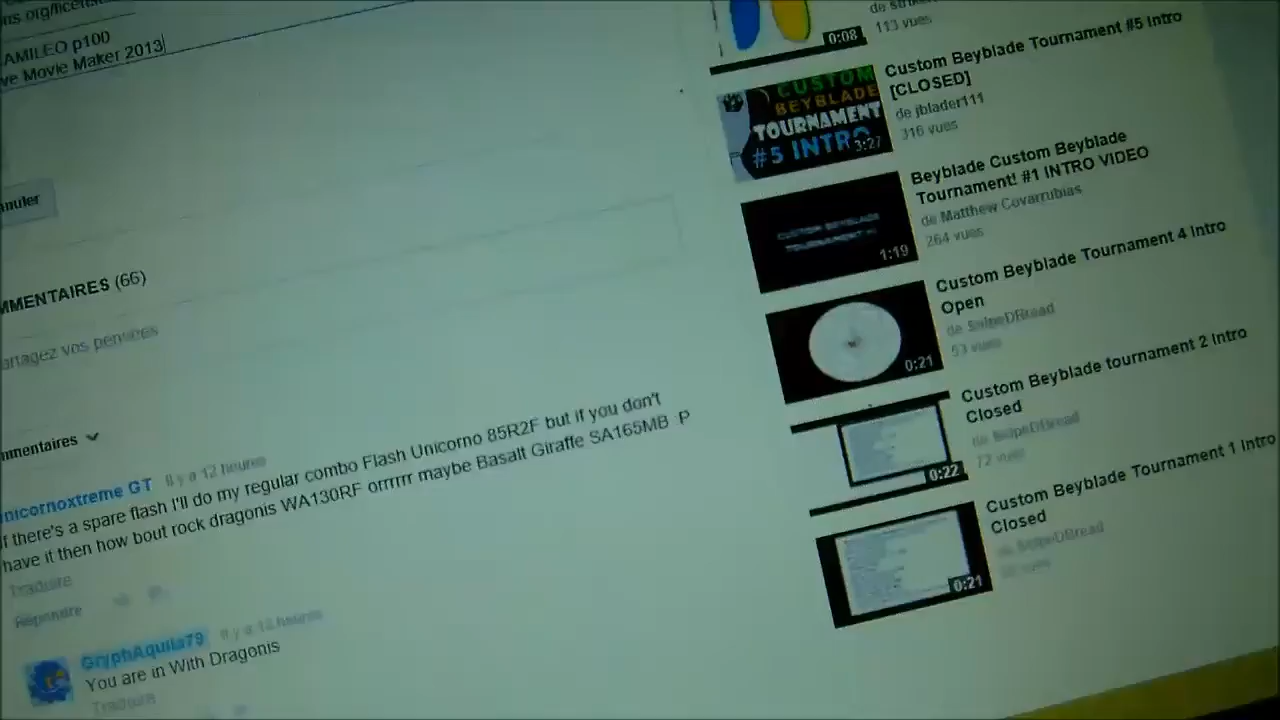 AMILEO p100
ve Movie Maker 2013
nnuler
MMENTAIRES (66)
artagez vos pensées
mmentaires
nicornoxtreme GT Il y a 12 heures
f there's a spare flash I'll do my regular combo Flash Unicorno 85R2F but if you don't
have it then how bout rock dragonis WA130RF orrrrrr maybe Basalt Giraffe SA165MB :P
Traduire
Répondre
GryphAquila79 Il y a 12 heures
You are in With Dragonis
Traduire
0:08
113 vues
CUSTOM
BEYBLADE
TOURNAMENT
#5 INTRO
3:27
Custom Beyblade Tournament #5 Intro
[CLOSED]
de jblader111
316 vues
CUSTOM BEYBLADE
TOURNAMENT
1:19
Beyblade Custom Beyblade
Tournament! #1 INTRO VIDEO
de Matthew Covarrubias
264 vues
0:21
Custom Beyblade Tournament 4 Intro
Open
de SnipeDBread
53 vues
0:22
Custom Beyblade tournament 2 Intro
Closed
de SnipeDBread
72 vues
0:21
Custom Beyblade Tournament 1 Intro
Closed
de SnipeDBread
vues